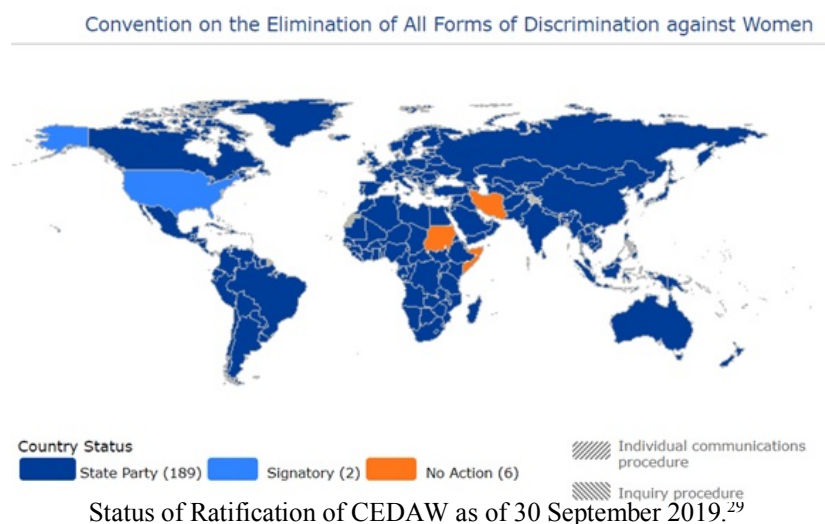 Convention on the Elimination of All Forms of Discrimination against Women
Country Status
State Party (189)
Signatory (2)
No Action (6)
Individual communications
procedure
Inquiry procedure
Status of Ratification of CEDAW as of 30 September 2019.29